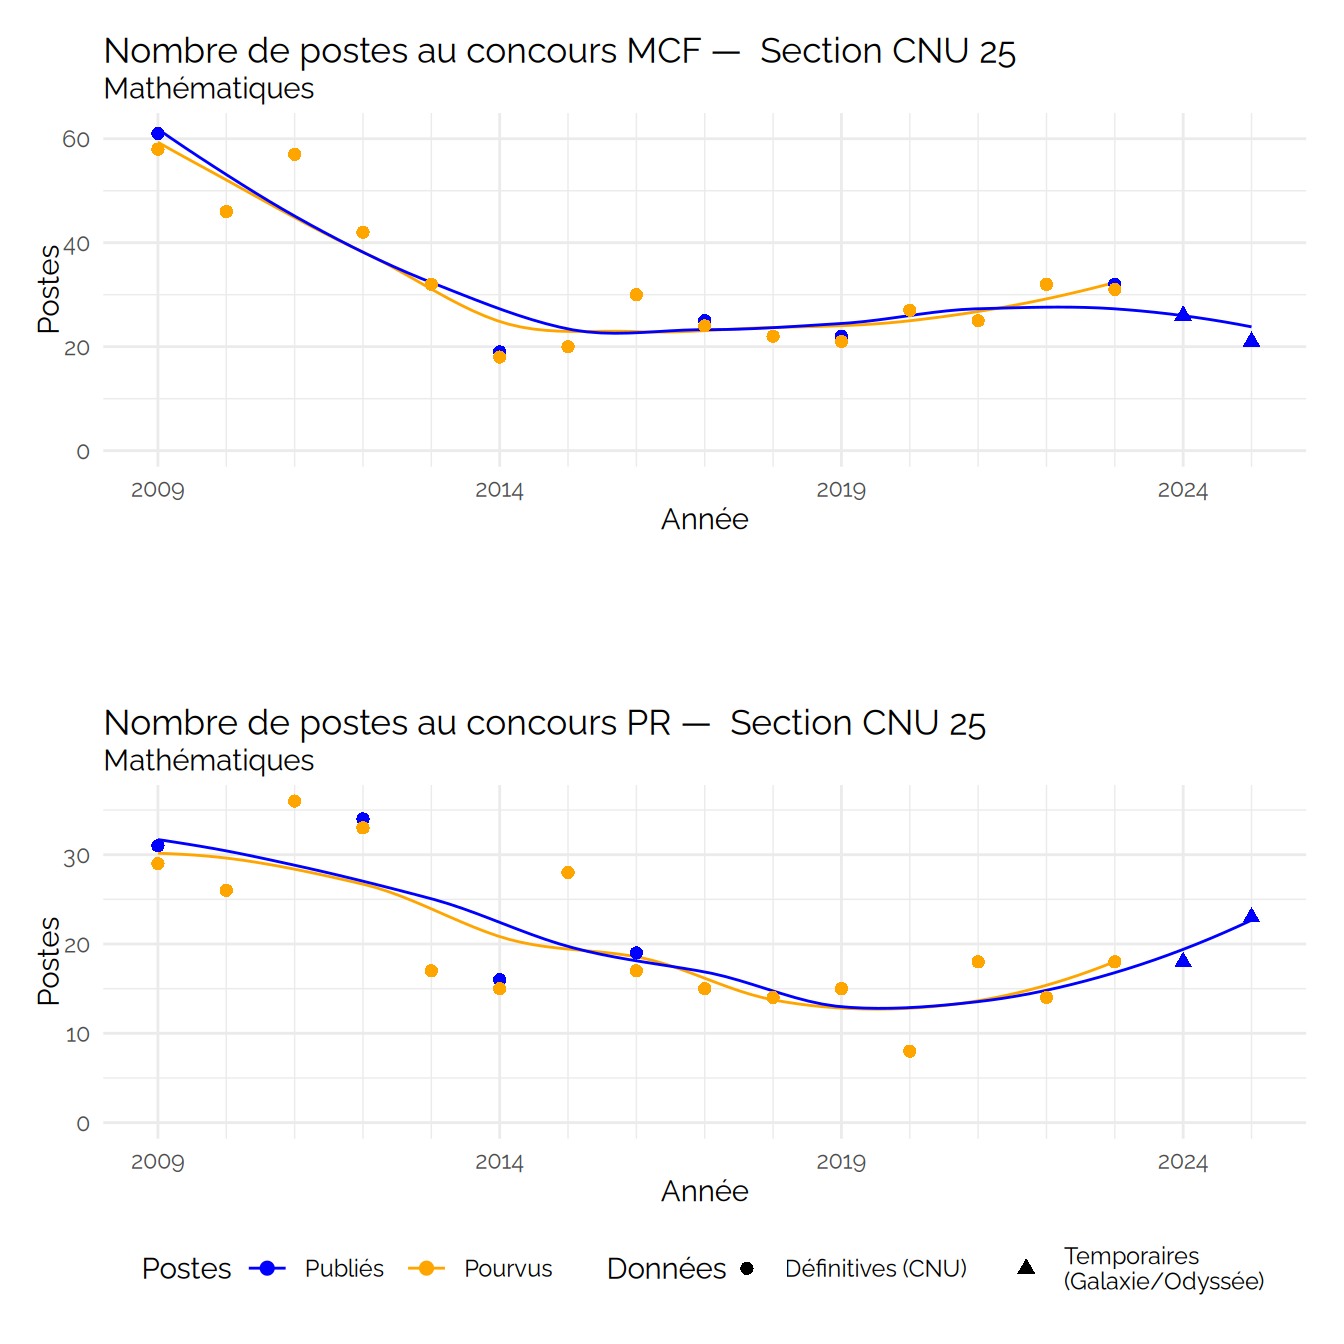 Nombre de postes au concours MCF —  Section CNU 25
Mathématiques
60
40
20
0
Postes
2009 2014 2019 2024
Année
Nombre de postes au concours PR —  Section CNU 25
Mathématiques
30
20
10
0
Postes
2009 2014 2019 2024
Année
Postes Publiés Pourvus Données Définitives (CNU) Temporaires
(Galaxie/Odyssée)